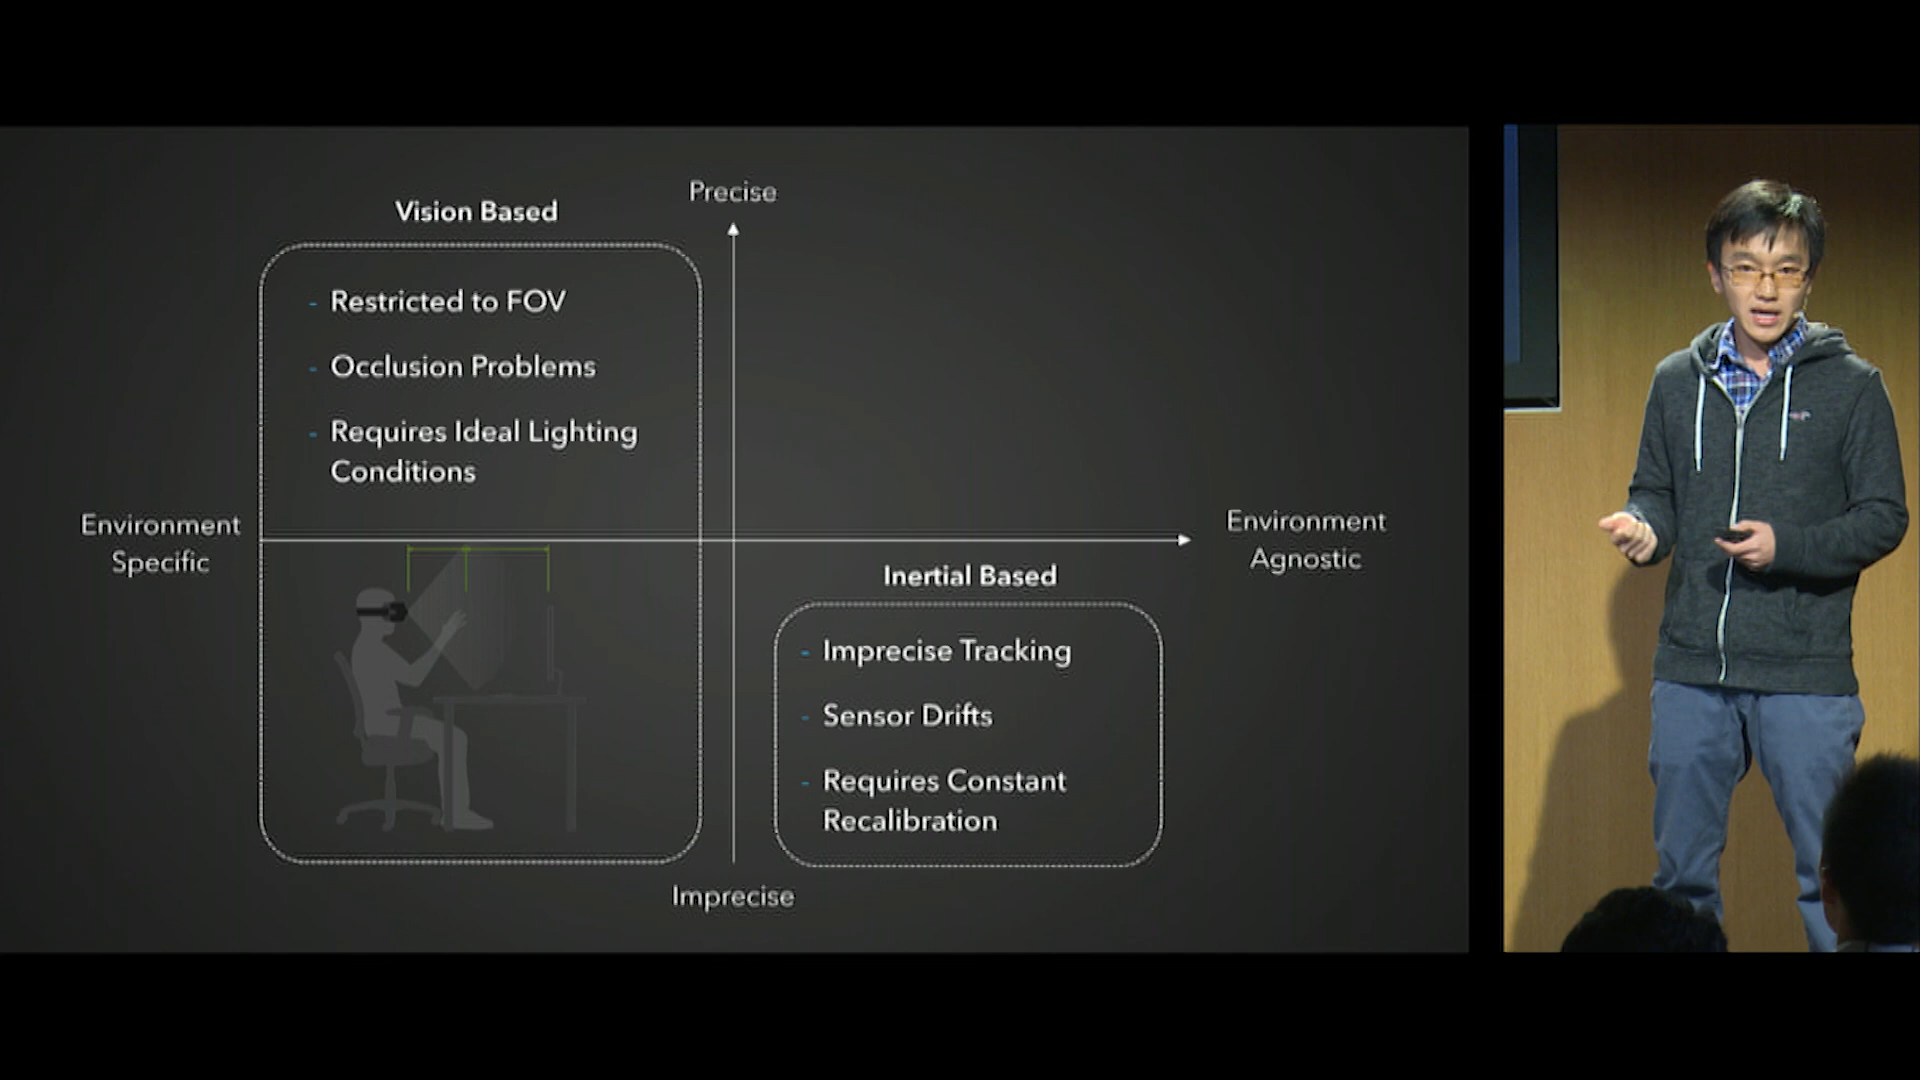 Precise
Vision Based
- Restricted to FOV
- Occlusion Problems
- Requires Ideal Lighting
Conditions
Environment
Specific
Environment
Agnostic
Inertial Based
- Imprecise Tracking
- Sensor Drifts
- Requires Constant
Recalibration
Imprecise